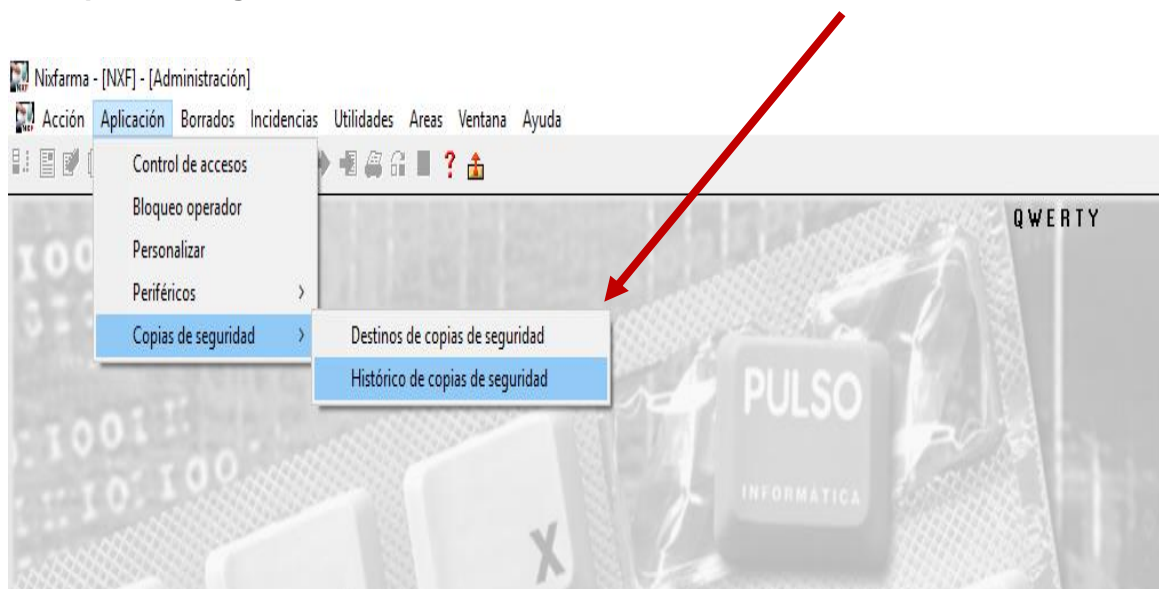 Nixfarma - [NXF] - [Administración]
Acción Aplicación Borrados Incidencias Utilidades Areas Ventana Ayuda
Control de accesos
Bloqueo operador
QWERTY
Personalizar
Periféricos
Copias de seguridad
Destinos de copias de seguridad
Histórico de copias de seguridad
PULSO
INFORMÁTICA
X